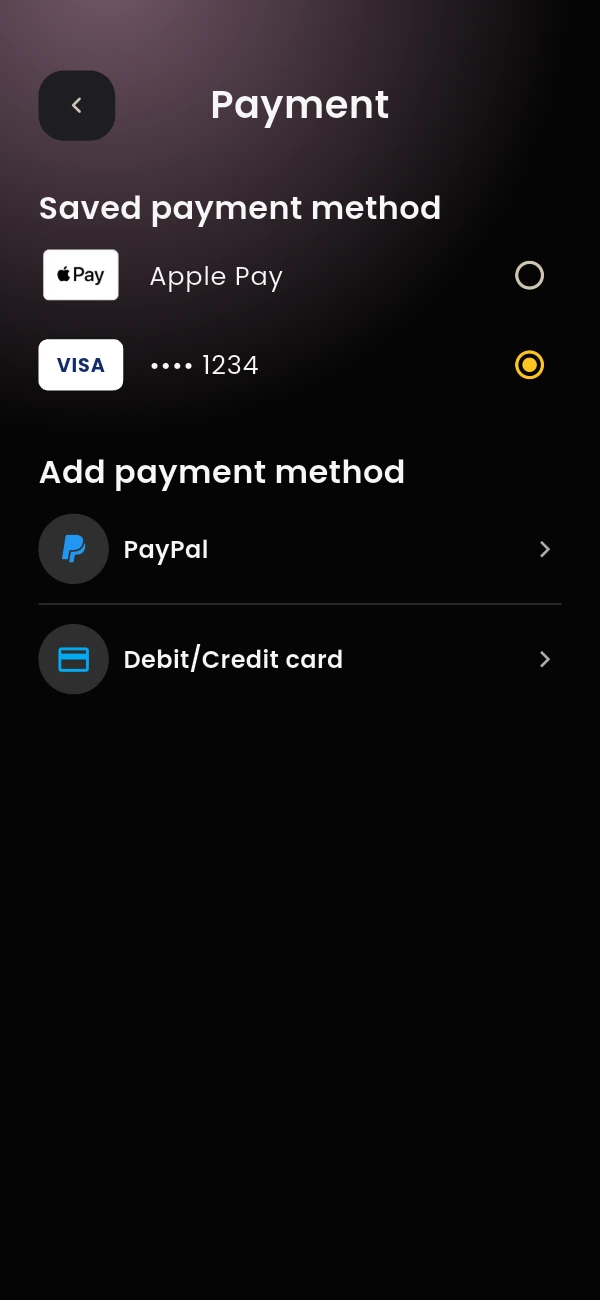 Payment
Saved payment method
Pay Apple Pay
VISA •••• 1234
Add payment method
PayPal
Debit/Credit card